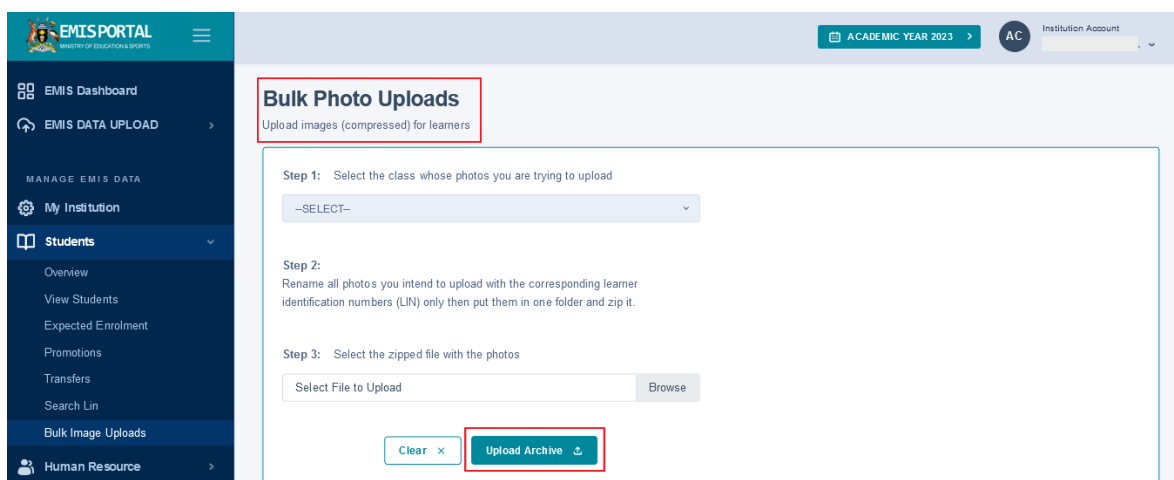 EMIS PORTAL
MINISTRY OF EDUCATION & SPORTS
ACADEMIC YEAR 2023
AC
Institution Account
EMIS Dashboard
EMIS DATA UPLOAD
MANAGE EMIS DATA
My Institution
Students
Overview
View Students
Expected Enrolment
Promotions
Transfers
Search Lin
Bulk Image Uploads
Human Resource
Bulk Photo Uploads
Upload images (compressed) for learners
Step 1: Select the class whose photos you are trying to upload
--SELECT--
Step 2:
Rename all photos you intend to upload with the corresponding learner
identification numbers (LIN) only then put them in one folder and zip it.
Step 3: Select the zipped file with the photos
Select File to Upload Browse
Clear × Upload Archive